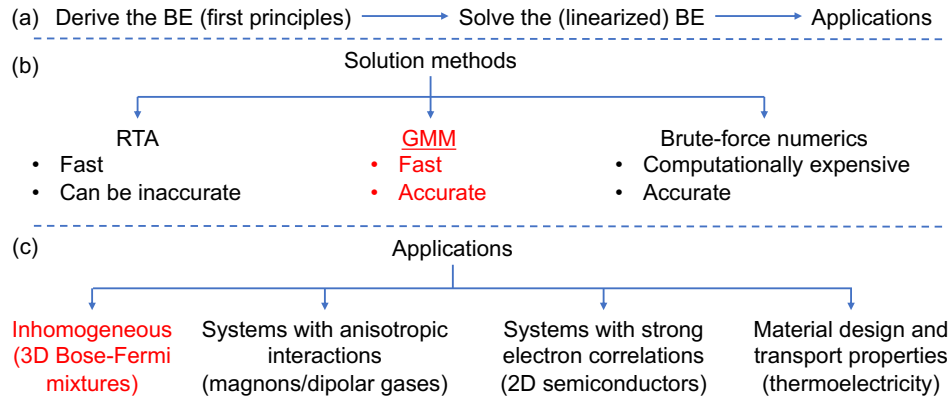 (a) Derive the BE (first principles) Solve the (linearized) BE Applications
(b)
Solution methods
RTA
• Fast
• Can be inaccurate
GMM
• Fast
• Accurate
Brute-force numerics
• Computationally expensive
• Accurate
(c)
Applications
Inhomogeneous
(3D Bose-Fermi
mixtures)
Systems with anisotropic
interactions
(magnons/dipolar gases)
Systems with strong
electron correlations
(2D semiconductors)
Material design and
transport properties
(thermoelectricity)